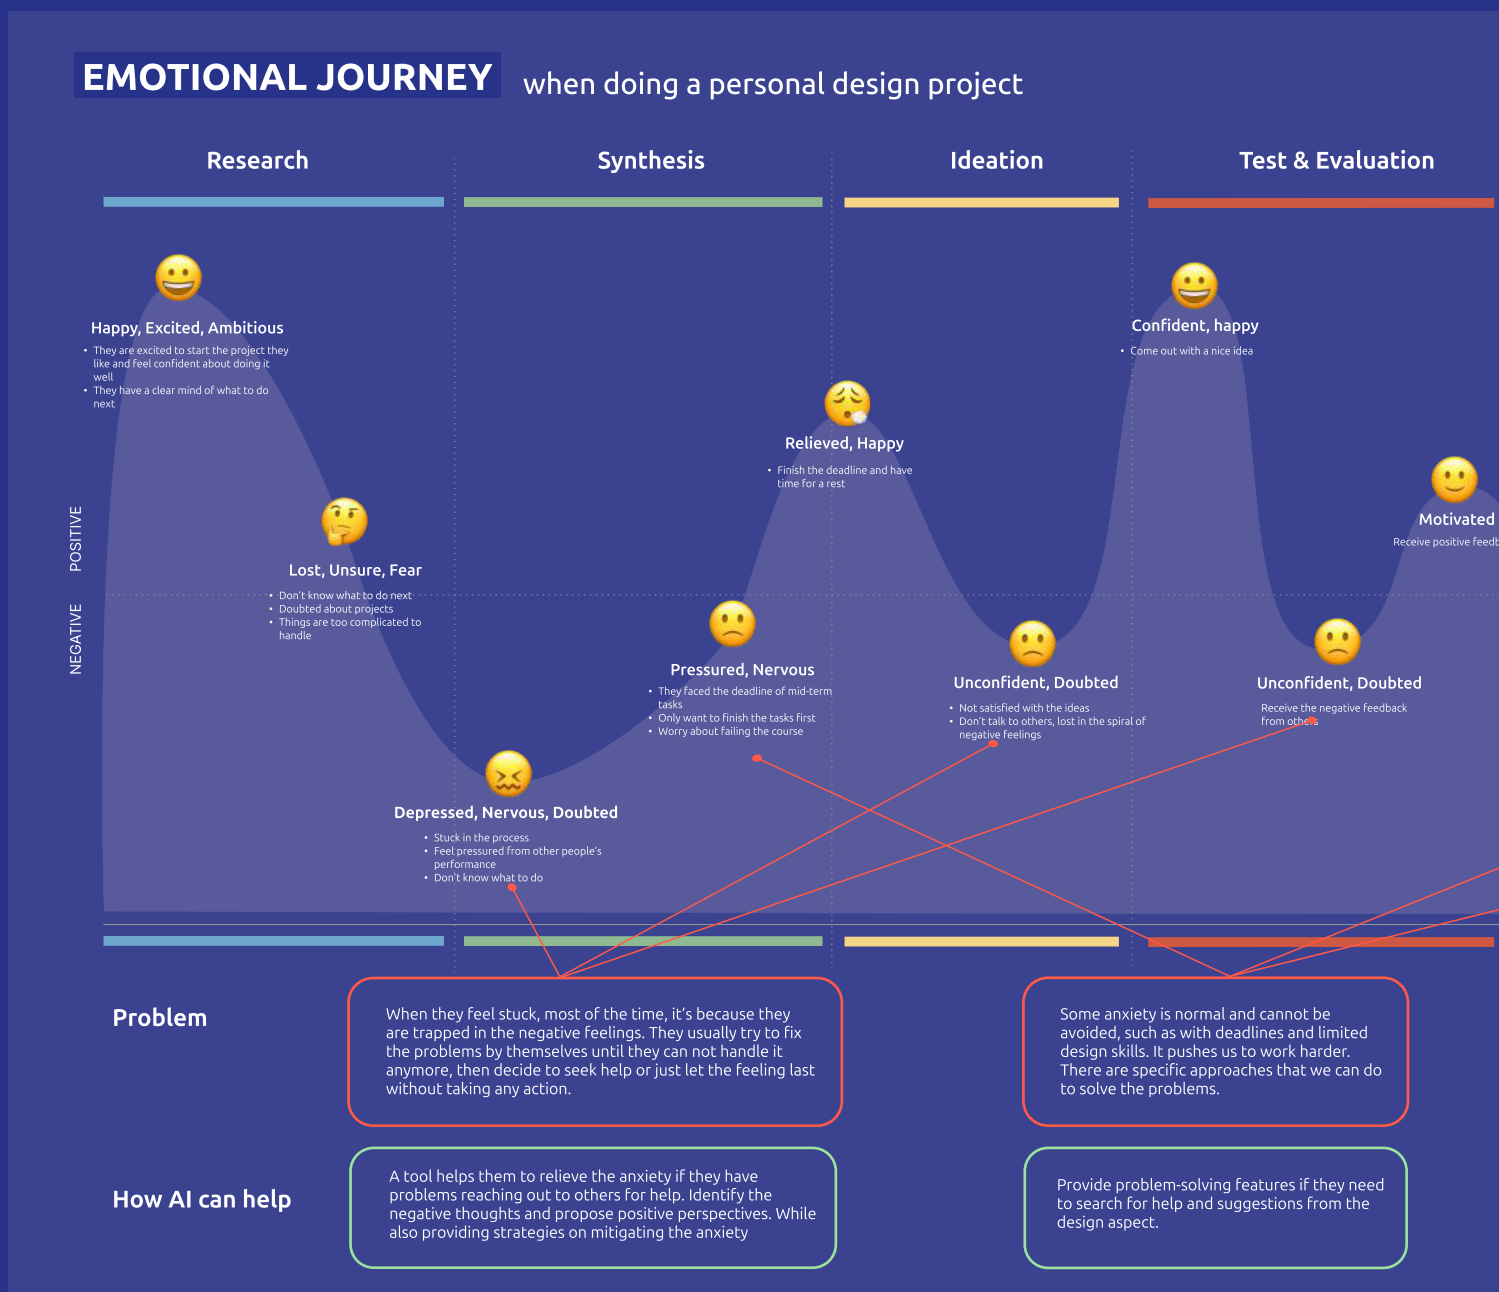 EMOTIONAL JOURNEY when doing a personal design project
Research
Synthesis
Ideation
Test & Evaluation
POSITIVE
NEGATIVE
Happy, Excited, Ambitious
• They are excited to start the project they
like and feel confident about doing it
well
• They have a clear mind of what to do
next
Lost, Unsure, Fear
• Don't know what to do next
• Doubted about projects
• Things are too complicated to
handle
Depressed, Nervous, Doubted
• Stuck in the process
• Feel pressured from other people's
performance
• Don't know what to do
Pressured, Nervous
• They faced the deadline of mid-term
tasks
• Only want to finish the tasks first
• Worry about failing the course
Relieved, Happy
• Finish the deadline and have
time for a rest
Unconfident, Doubted
• Not satisfied with the ideas
• Don't talk to others, lost in the spiral of
negative feelings
Confident, happy
• Come out with a nice idea
Unconfident, Doubted
Receive the negative feedback
from others
Motivated
Receive positive feedb
Problem
When they feel stuck, most of the time, it's because they
are trapped in the negative feelings. They usually try to fix
the problems by themselves until they can not handle it
anymore, then decide to seek help or just let the feeling last
without taking any action.
Some anxiety is normal and cannot be
avoided, such as with deadlines and limited
design skills. It pushes us to work harder.
There are specific approaches that we can do
to solve the problems.
How AI can help
A tool helps them to relieve the anxiety if they have
problems reaching out to others for help. Identify the
negative thoughts and propose positive perspectives. While
also providing strategies on mitigating the anxiety
Provide problem-solving features if they need
to search for help and suggestions from the
design aspect.